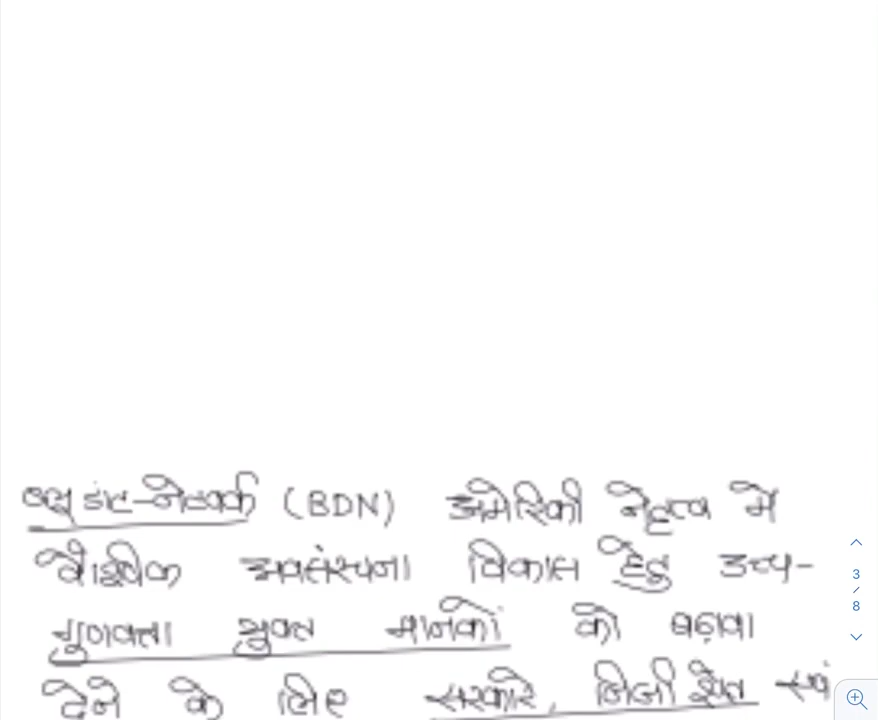 ब्लू डॉट-नेटवर्क (BDN) अमेरिकी नेतृत्व में
वैश्विक अवसंरचना विकास हेतु उच्च-
गुणवत्ता युक्त मानकों को बढ़ावा
देने के लिए सरकारें, निजी क्षेत्र एवं
3
/
8